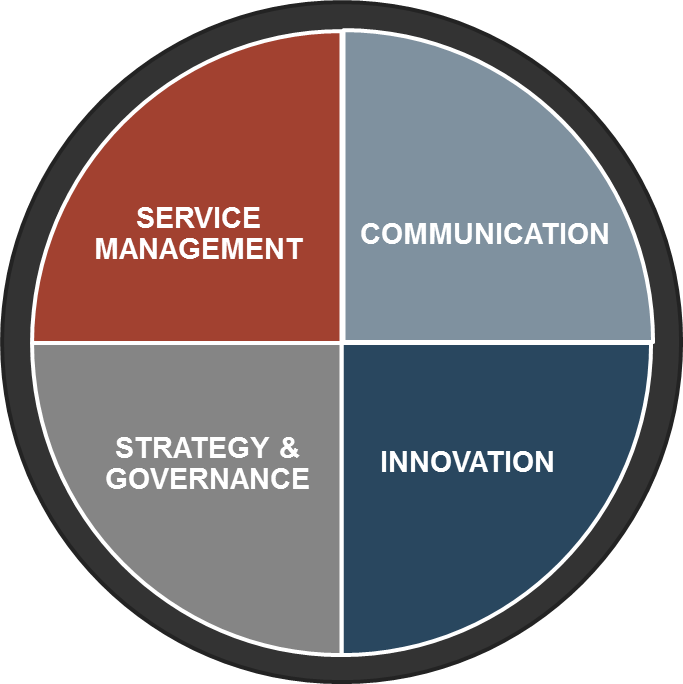 SERVICE
MANAGEMENT
COMMUNICATION
STRATEGY &
GOVERNANCE
INNOVATION